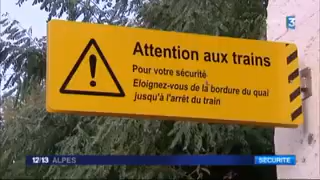 3
Attention aux trains
Pour votre sécurité
Eloignez-vous de la bordure du quai
jusqu'à l'arrêt du train
12/13 ALPES
SÉCURITÉ